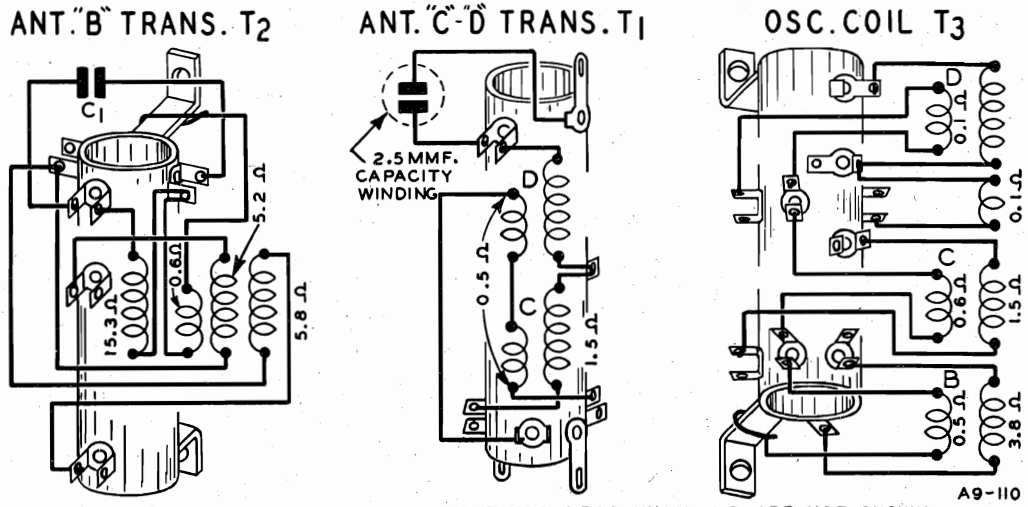 ANT."B" TRANS. T2
ANT."C"-"D" TRANS. T1
OSC. COIL T3
C1
15.3 Ω
0.6 Ω
5.2 Ω
5.8 Ω
2.5 MMF.
CAPACITY
WINDING
D
C
0.5 Ω
1.5 Ω
D
0.1 Ω
0.1 Ω
C
0.6 Ω
1.5 Ω
B
0.5 Ω
3.8 Ω
A9-110